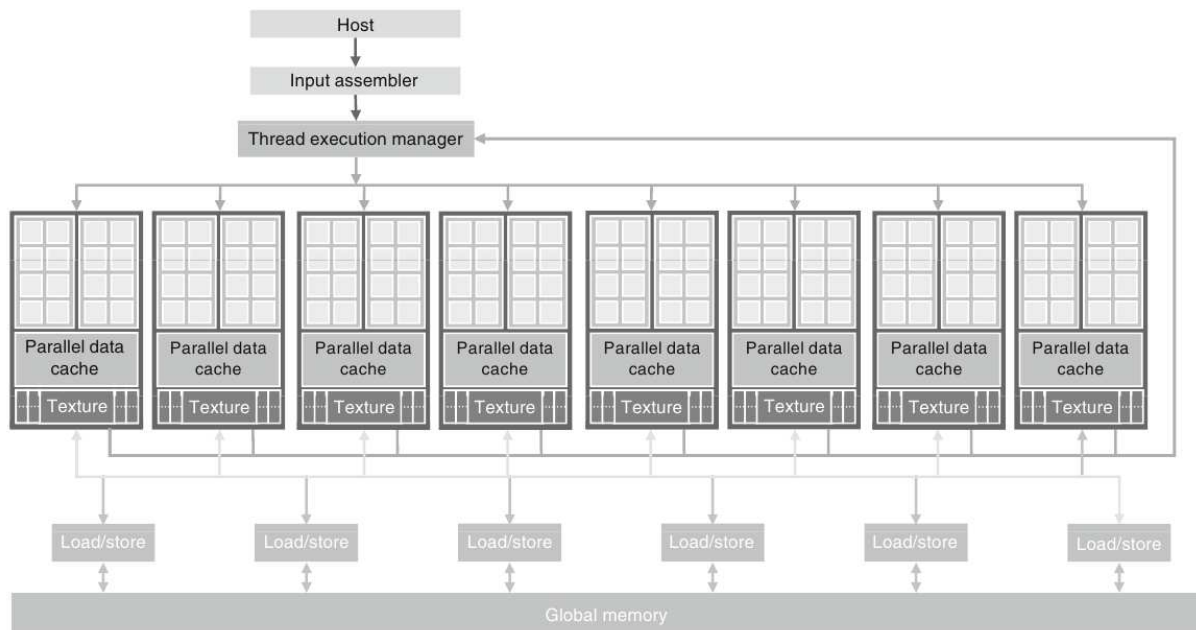 Host
Input assembler
Thread execution manager
Parallel data
cache
Parallel data
cache
Parallel data
cache
Parallel data
cache
Parallel data
cache
Parallel data
cache
Parallel data
cache
Parallel data
cache
Texture
Texture
Texture
Texture
Texture
Texture
Texture
Texture
Load/store
Load/store
Load/store
Load/store
Load/store
Load/store
Global memory